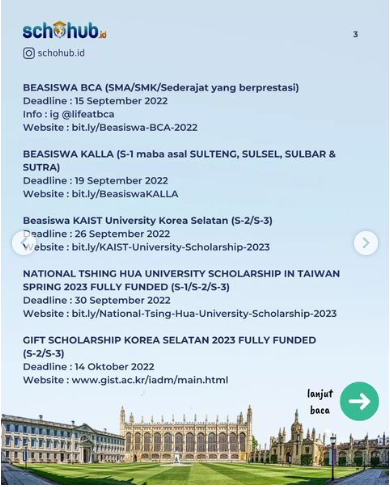 schohub.id
3
schohub.id
BEASISWA BCA (SMA/SMK/Sederajat yang berprestasi)
Deadline : 15 September 2022
Info : ig @lifeatbca
Website : bit.ly/Beasiswa-BCA-2022
BEASISWA KALLA (S-1 maba asal SULTENG, SULSEL, SULBAR &
SUTRA)
Deadline : 19 September 2022
Website : bit.ly/BeasiswaKALLA
Beasiswa KAIST University Korea Selatan (S-2/S-3)
Deadline : 26 September 2022
Website : bit.ly/KAIST-University-Scholarship-2023
NATIONAL TSHING HUA UNIVERSITY SCHOLARSHIP IN TAIWAN
SPRING 2023 FULLY FUNDED (S-1/S-2/S-3)
Deadline : 30 September 2022
Website : bit.ly/National-Tsing-Hua-University-Scholarship-2023
GIFT SCHOLARSHIP KOREA SELATAN 2023 FULLY FUNDED
(S-2/S-3)
Deadline : 14 Oktober 2022
Website : www.gist.ac.kr/iadm/main.html
lanjut
baca